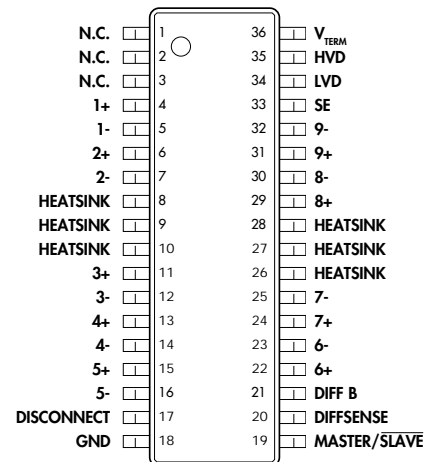 N.C. 1 36 VTERM
N.C. 2 35 HVD
N.C. 3 34 LVD
1+ 4 33 SE
1- 5 32 9-
2+ 6 31 9+
2- 7 30 8-
HEATSINK 8 29 8+
HEATSINK 9 28 HEATSINK
HEATSINK 10 27 HEATSINK
3+ 11 26 HEATSINK
3- 12 25 7-
4+ 13 24 7+
4- 14 23 6-
5+ 15 22 6+
5- 16 21 DIFF B
DISCONNECT 17 20 DIFFSENSE
GND 18 19 MASTER/SLAVE